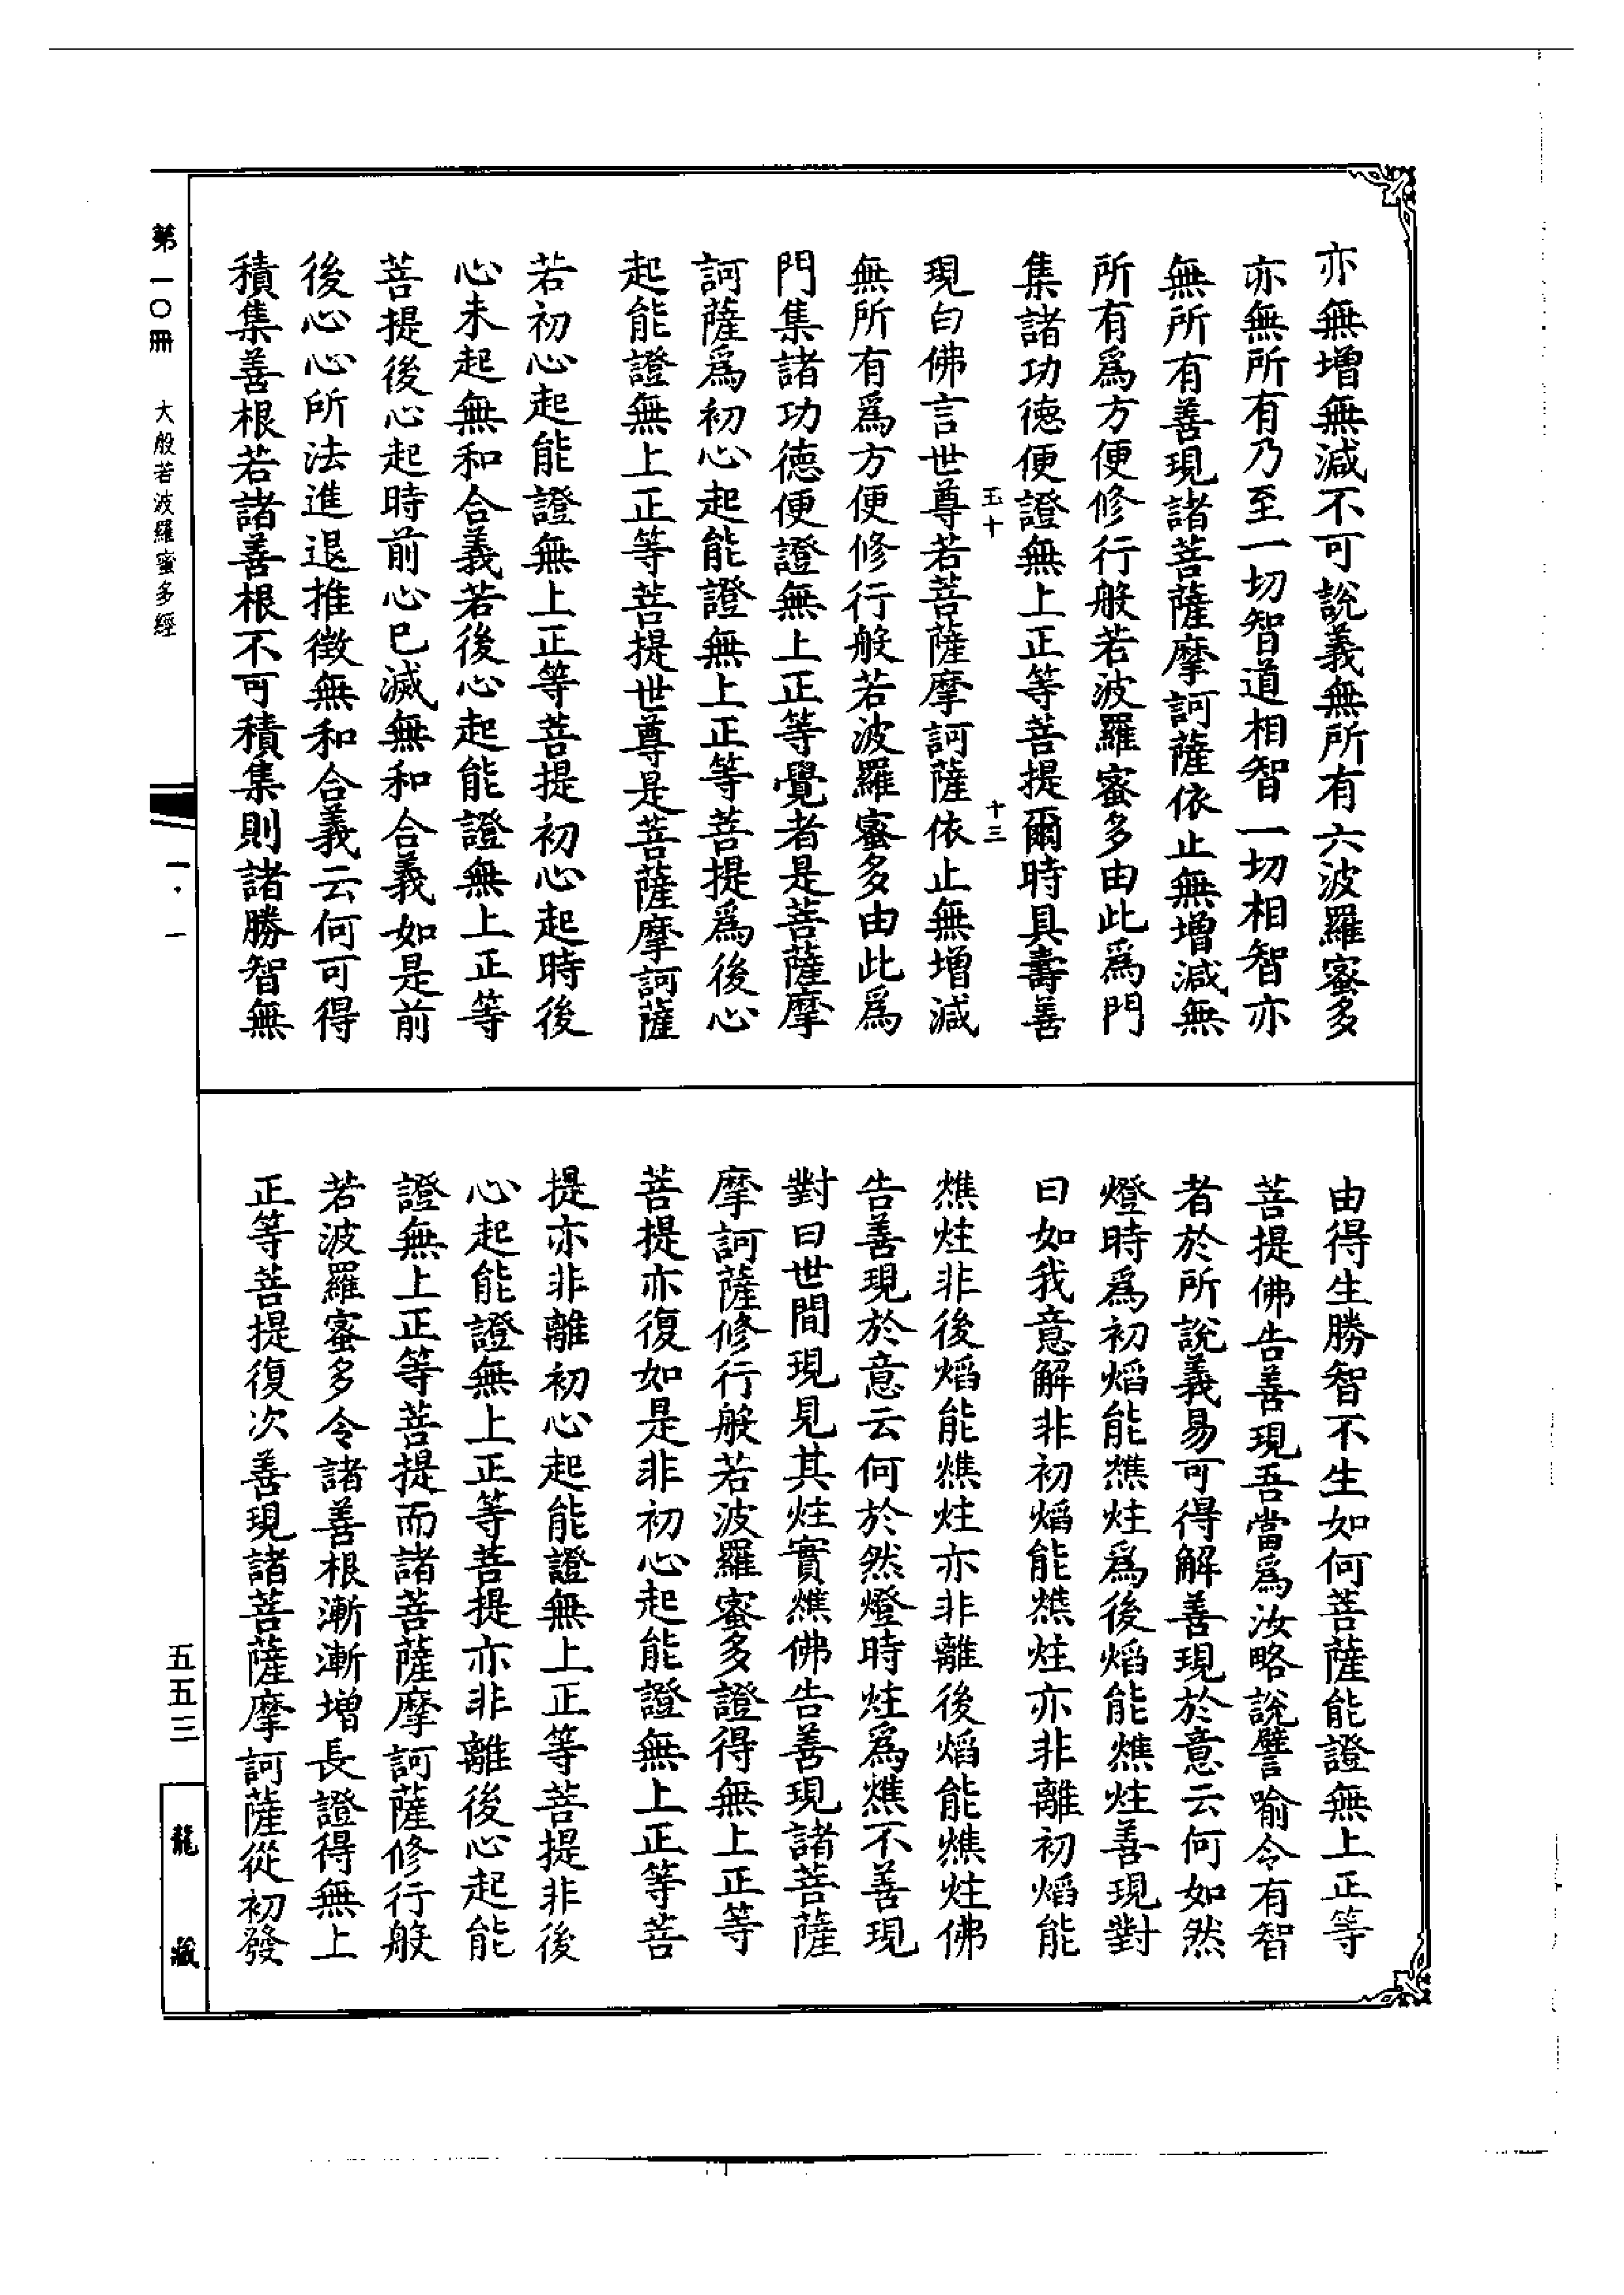 亦無增無減不可說義無所有六波羅蜜多
亦無所有乃至一切智道相智一切相智亦
無所有善現諸菩薩摩訶薩依止無增減無
所有爲方便修行般若波羅蜜多由此爲門
集諸功德便證無上正等菩提爾時具壽善
玉十 十三
現白佛言世尊若菩薩摩訶薩依止無增減
無所有爲方便修行般若波羅蜜多由此爲
門集諸功德便證無上正等覺者是菩薩摩
訶薩爲初心起能證無上正等菩提爲後心
起能證無上正等菩提世尊是菩薩摩訶薩
若初心起能證無上正等菩提初心起時後
心未起無和合義若後心起能證無上正等
菩提後心起時前心已滅無和合義如是前
後心心所法進退推徵無和合義云何可得
積集善根若諸善根不可積集則諸勝智無
由得生勝智不生如何菩薩能證無上正等
菩提佛告善現吾當爲汝略說譬喻令有智
者於所說義易可得解善現於意云何如然
燈時爲初焰能燋炷爲後焰能燋炷善現對
曰如我意解非初焰能燋炷亦非離初焰能
燋炷非後焰能燋炷亦非離後焰能燋炷佛
告善現於意云何於然燈時炷爲燋不善現
對曰世間現見其炷實燋佛告善現諸菩薩
摩訶薩修行般若波羅蜜多證得無上正等
菩提亦復如是非初心起能證無上正等菩
提亦非離初心起能證無上正等菩提非後
心起能證無上正等菩提亦非離後心起能
證無上正等菩提而諸菩薩摩訶薩修行般
若波羅蜜多令諸善根漸漸增長證得無上
正等菩提復次善現諸菩薩摩訶薩從初發
第一〇冊 大般若波羅蜜多經
一·一
五五三
龍藏